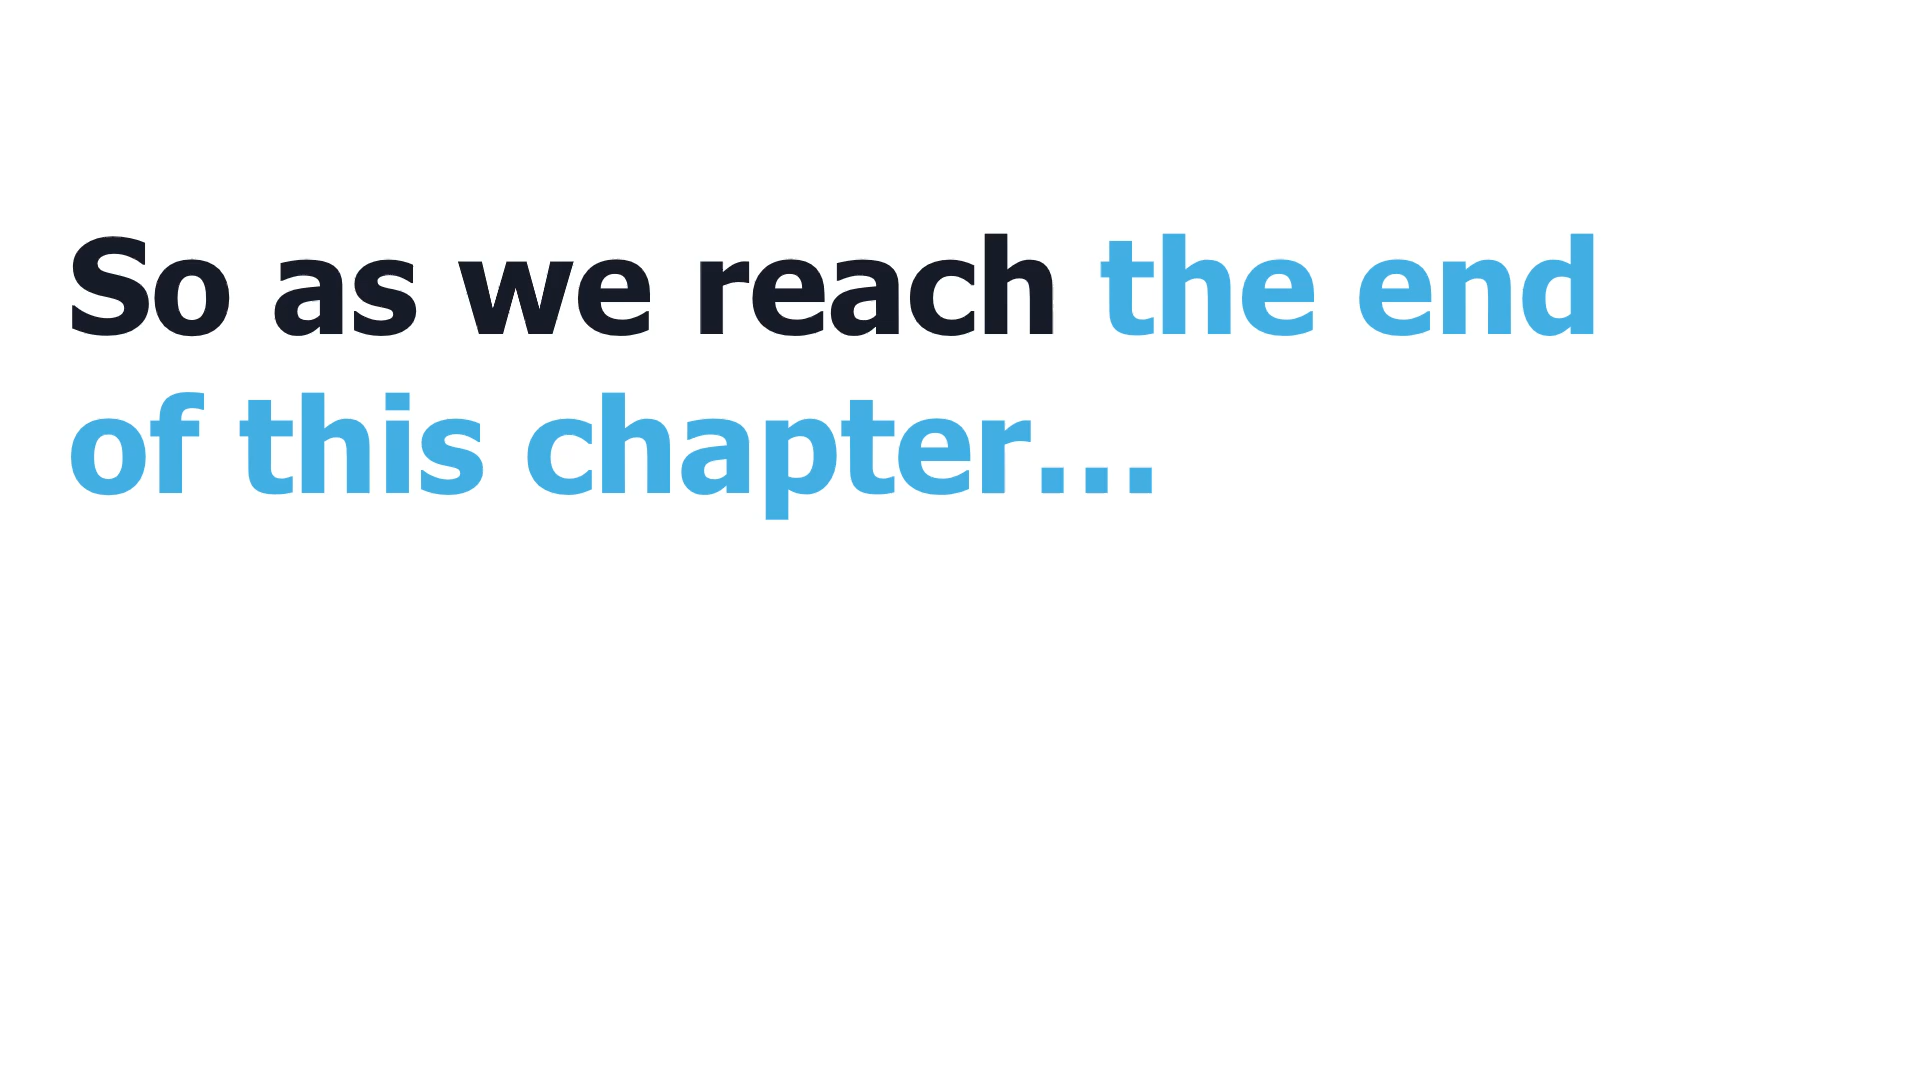 So as we reach the end
of this chapter...